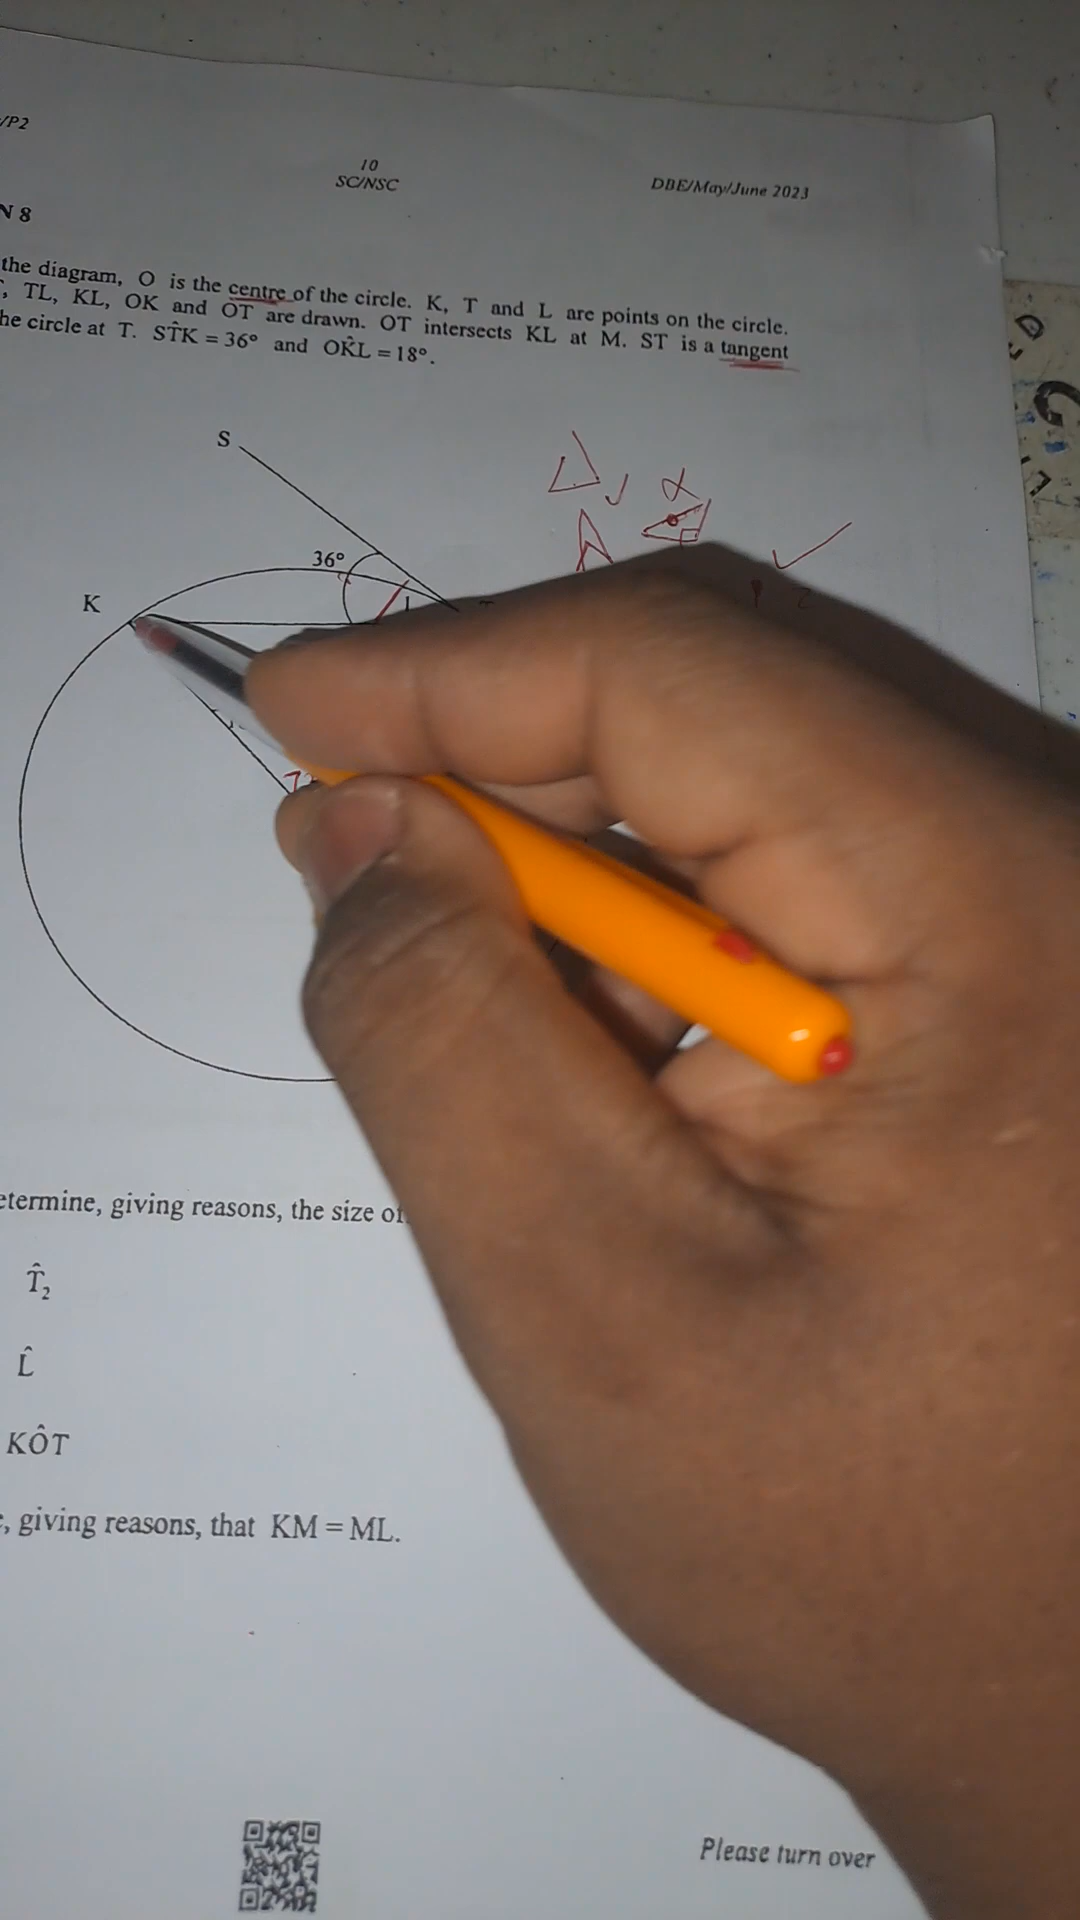 /P2
10
SC/NSC
DBE/May/June 2023
N 8
the diagram, O is the centre of the circle. K, T and L are points on the circle.
, TL, KL, OK and OT are drawn. OT intersects KL at M. ST is a tangent
he circle at T. ST̂K = 36° and OK̂L = 18°.
S
36°
K
1
α
etermine, giving reasons, the size of
T̂₂
L̂
KÔT
, giving reasons, that KM = ML.
Please turn over